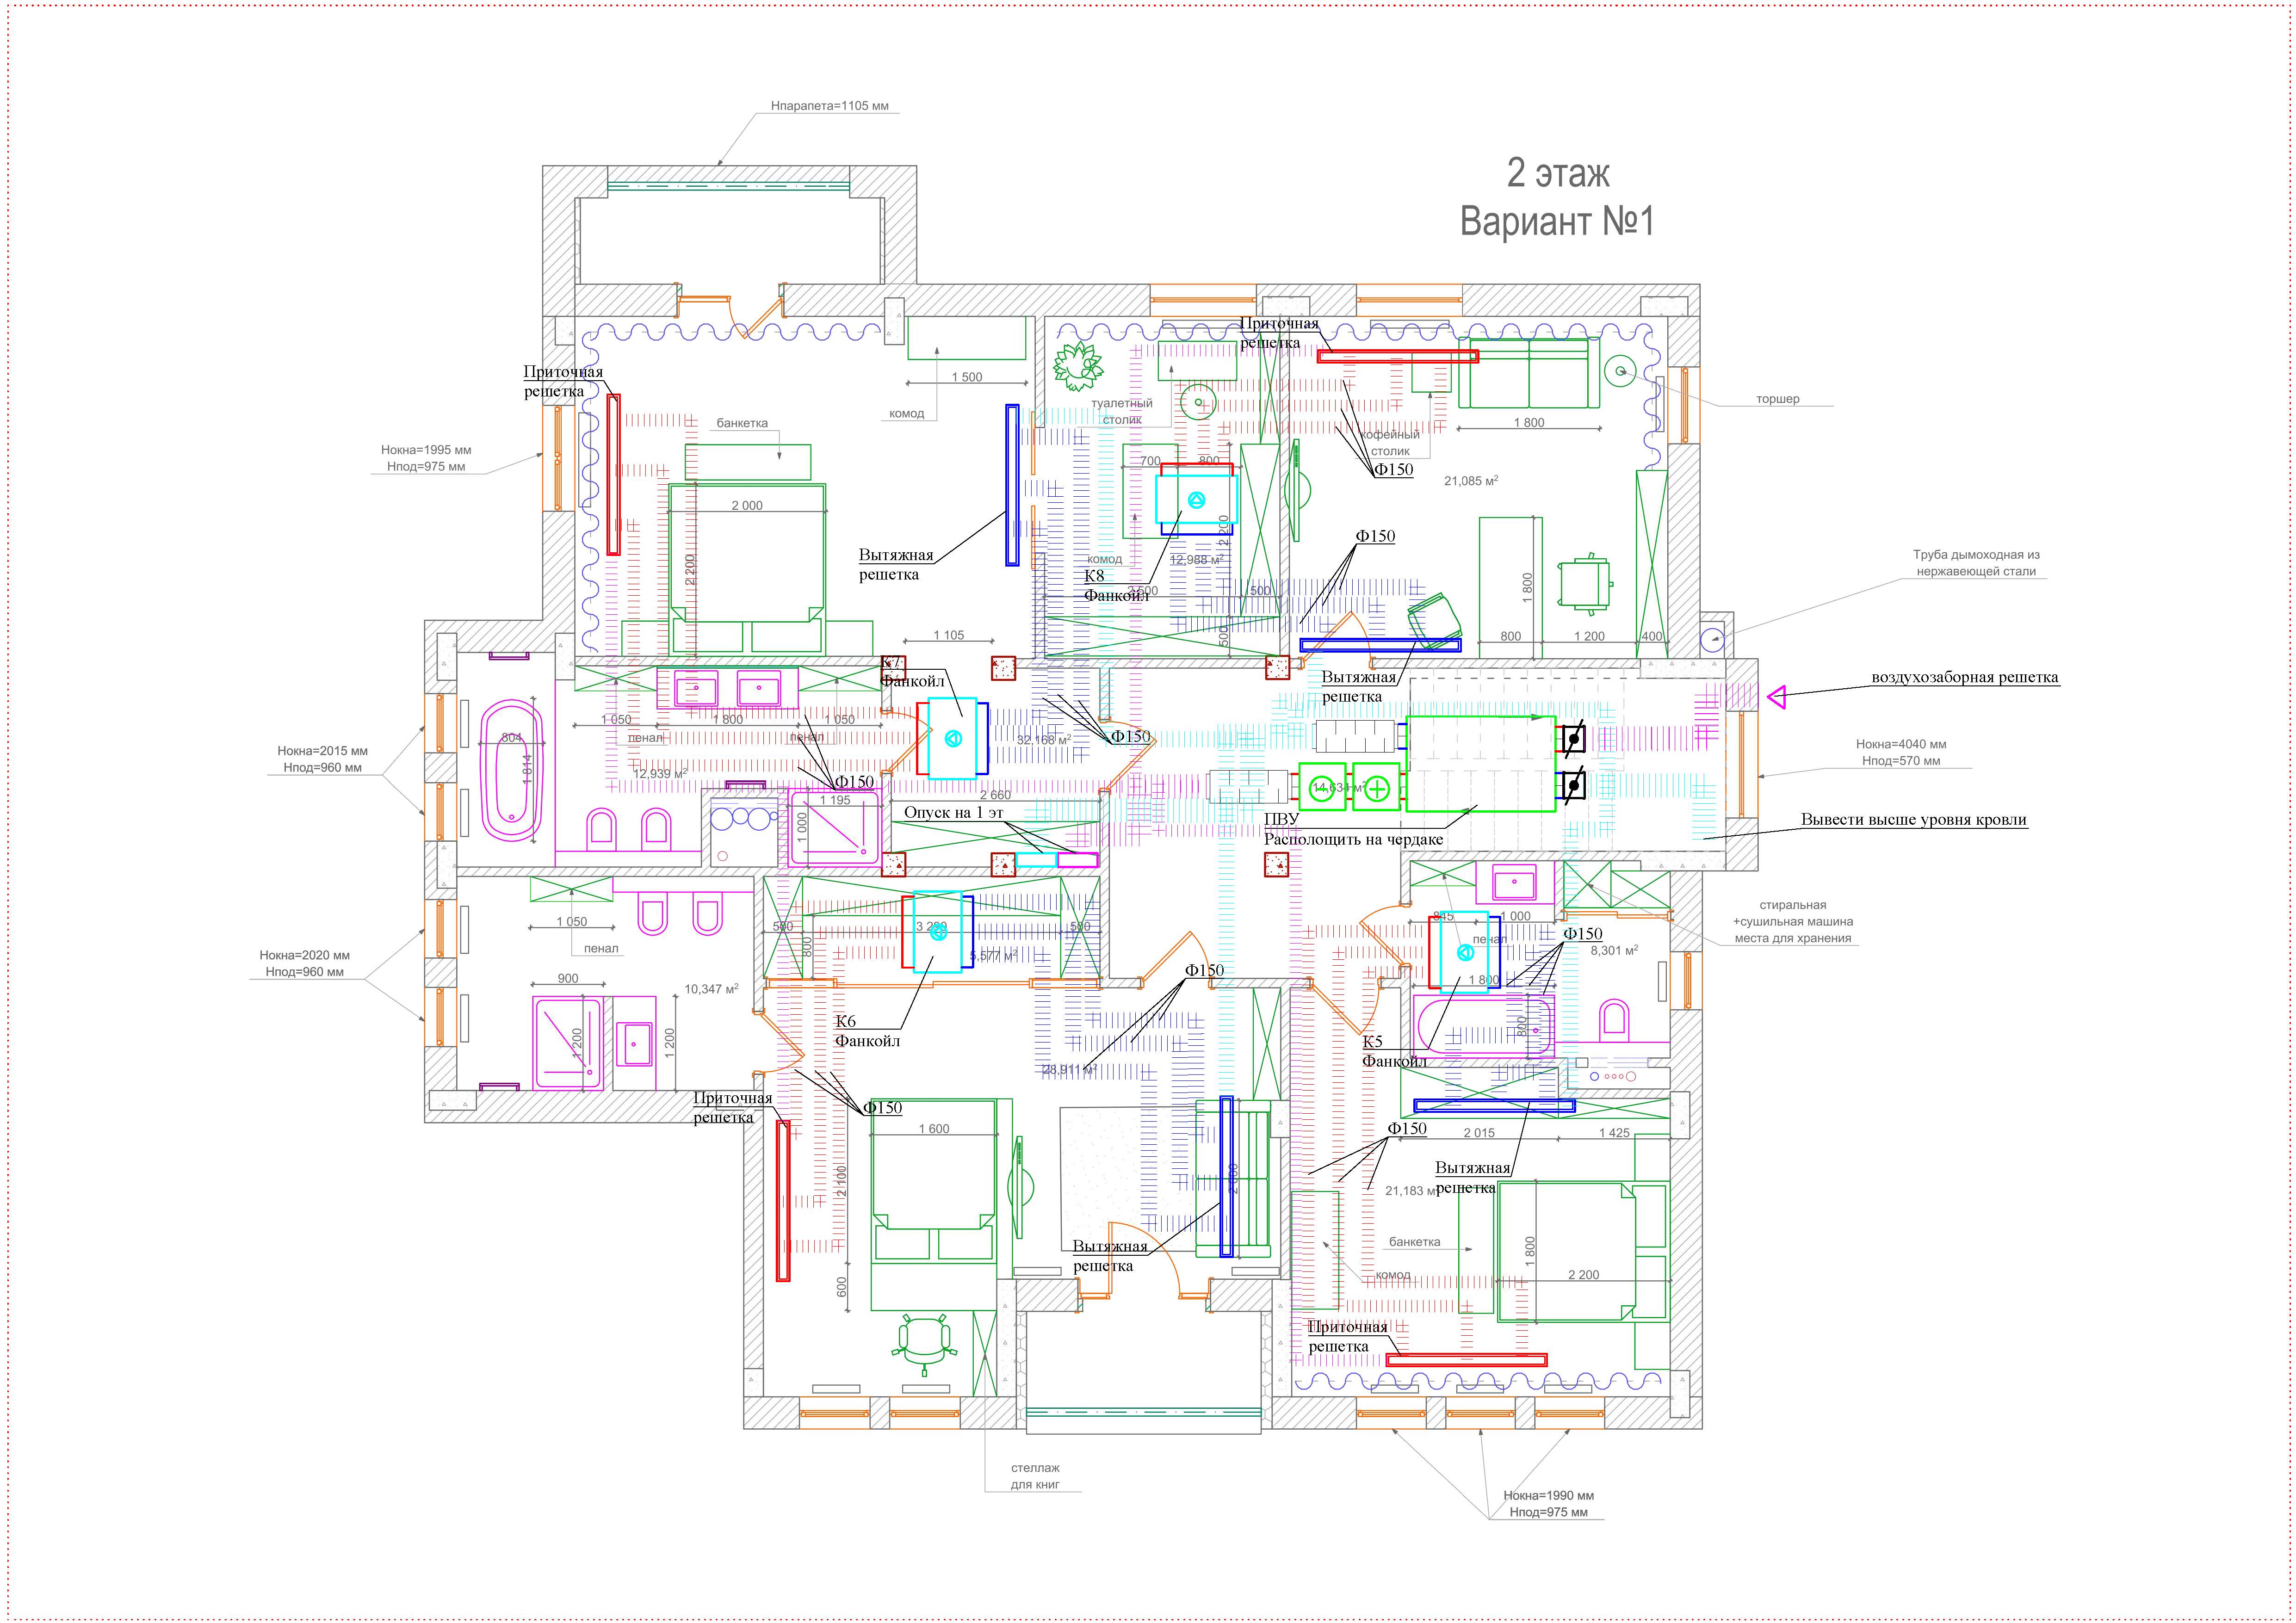 Hпарапета=1105 мм
2 этаж
Вариант №1
Приточная
решетка
Приточная
решетка
1 500
комод
банкетка
туалетный
столик
кофейный
столик
торшер
1 800
Hокна=1995 мм
Hпод=975 мм
700
800
Ф150
21,085 м²
2 000
2 200
Вытяжная
решетка
2 200
комод
12,988 м²
К8
Фанкойл
2 500
500
500
Ф150
Труба дымоходная из
нержавеющей стали
1 800
800
1 200
400
1 105
К7
Фанкойл
Вытяжная
решетка
воздухозаборная решетка
1 050
1 800
1 050
804
1 814
пенал
пенал
32,168 м²
Ф150
Hокна=2015 мм
Hпод=960 мм
Hокна=4040 мм
Hпод=570 мм
12,939 м²
Ф150
14,634 м²
1 195
2 660
1 000
Опуск на 1 эт
ПВУ
Располощить на чердаке
Вывести высше уровня кровли
1 050
пенал
500
3 280
500
800
5,577 м²
845
1 000
пенал
Ф150
8,301 м²
стиральная
+сушильная машина
места для хранения
Hокна=2020 мм
Hпод=960 мм
900
10,347 м²
1 200
1 200
Ф150
1 800
800
К6
Фанкойл
К5
Фанкойл
28,911 м²
Приточная
решетка
Ф150
1 600
2 100
Ф150
2 015
1 425
Вытяжная
решетка
21,183 м²
Вытяжная
решетка
банкетка
комод
1 800
2 200
600
Приточная
решетка
стеллаж
для книг
Hокна=1990 мм
Hпод=975 мм